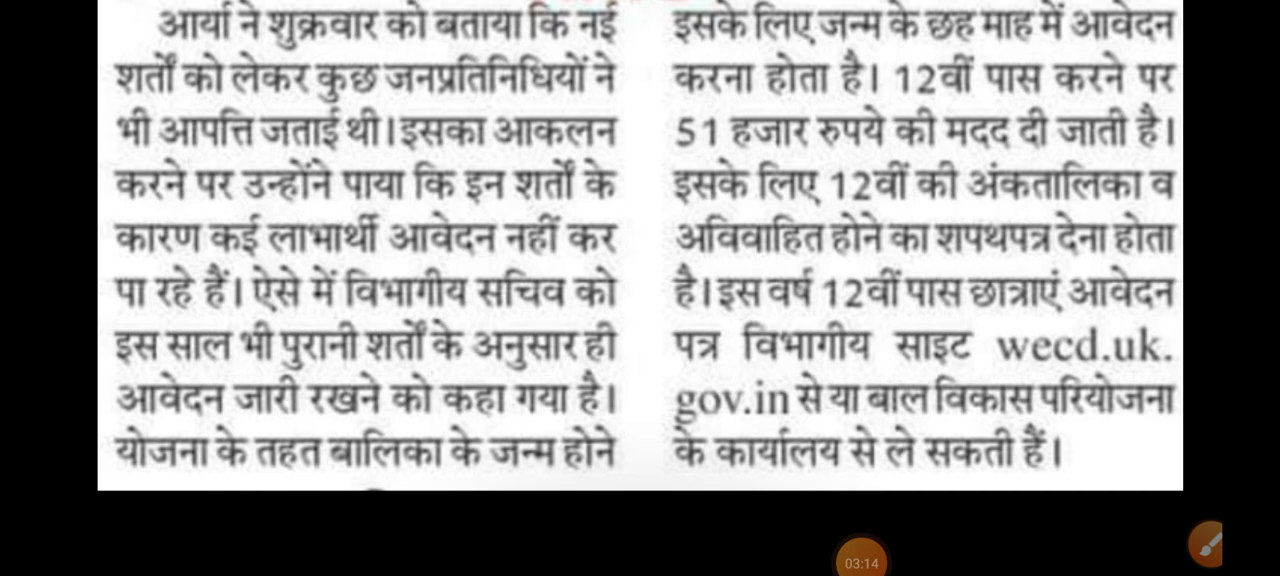 आर्या ने शुक्रवार को बताया कि नई
शर्तों को लेकर कुछ जनप्रतिनिधियों ने
भी आपत्ति जताई थी। इसका आकलन
करने पर उन्होंने पाया कि इन शर्तों के
कारण कई लाभार्थी आवेदन नहीं कर
पा रहे हैं। ऐसे में विभागीय सचिव को
इस साल भी पुरानी शर्तों के अनुसार ही
आवेदन जारी रखने को कहा गया है।
योजना के तहत बालिका के जन्म होने
इसके लिए जन्म के छह माह में आवेदन
करना होता है। 12वीं पास करने पर
51 हजार रुपये की मदद दी जाती है।
इसके लिए 12वीं की अंकतालिका व
अविवाहित होने का शपथपत्र देना होता
है। इस वर्ष 12वीं पास छात्राएं आवेदन
पत्र विभागीय साइट wecd.uk.
gov.in से या बाल विकास परियोजना
के कार्यालय से ले सकती हैं।
03:14